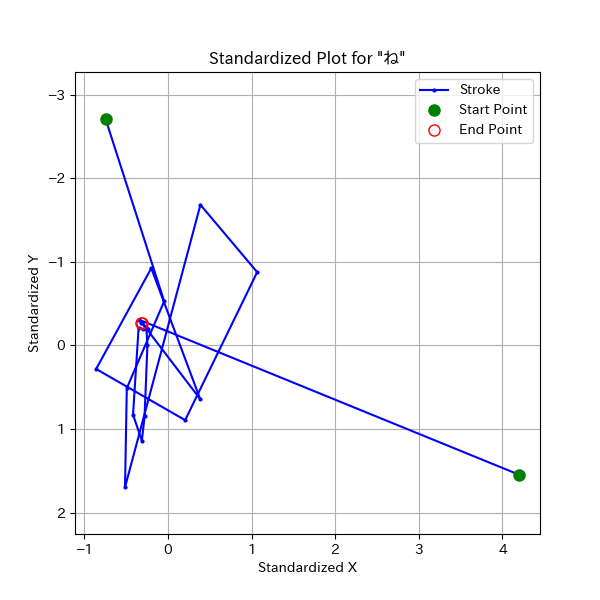 Standardized Plot for "ね"
Stroke
Start Point
End Point
Standardized Y
−3
−2
−1
0
1
2
−1 0 1 2 3 4
Standardized X